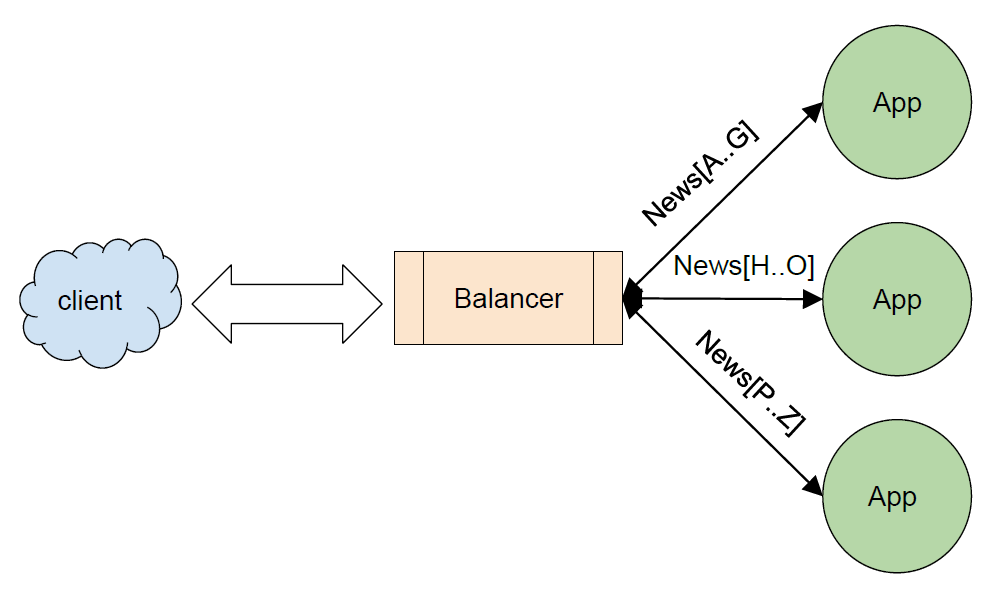 client
Balancer
News[A..G]
News[H..O]
News[P..Z]
App
App
App